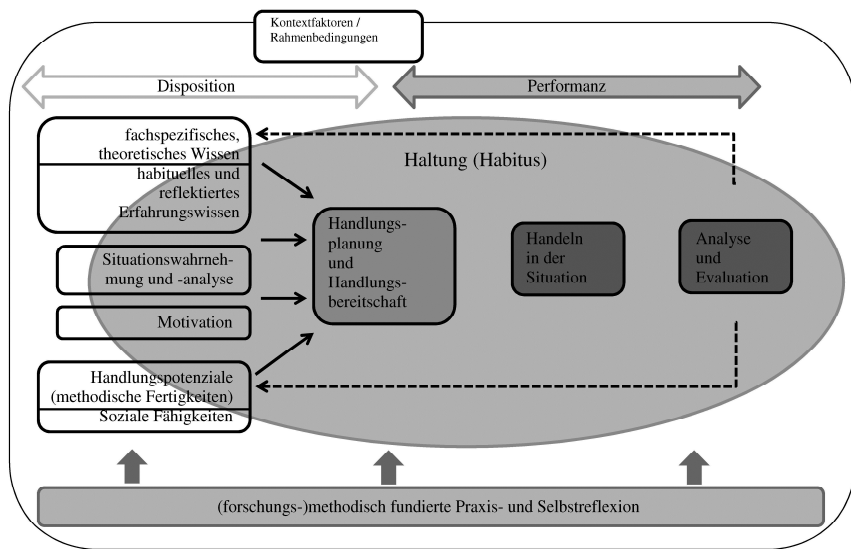 Kontextfaktoren /
Rahmenbedingungen
Disposition
Performanz
fachspezifisches,
theoretisches Wissen
habituelles und
reflektiertes
Erfahrungswissen
Haltung (Habitus)
Situationswahrneh-
mung und -analyse
Motivation
Handlungspotenziale
(methodische Fertigkeiten)
Soziale Fähigkeiten
Handlungs-
planung
und
Handlungs-
bereitschaft
Handeln
in der
Situation
Analyse
und
Evaluation
(forschungs-)methodisch fundierte Praxis- und Selbstreflexion